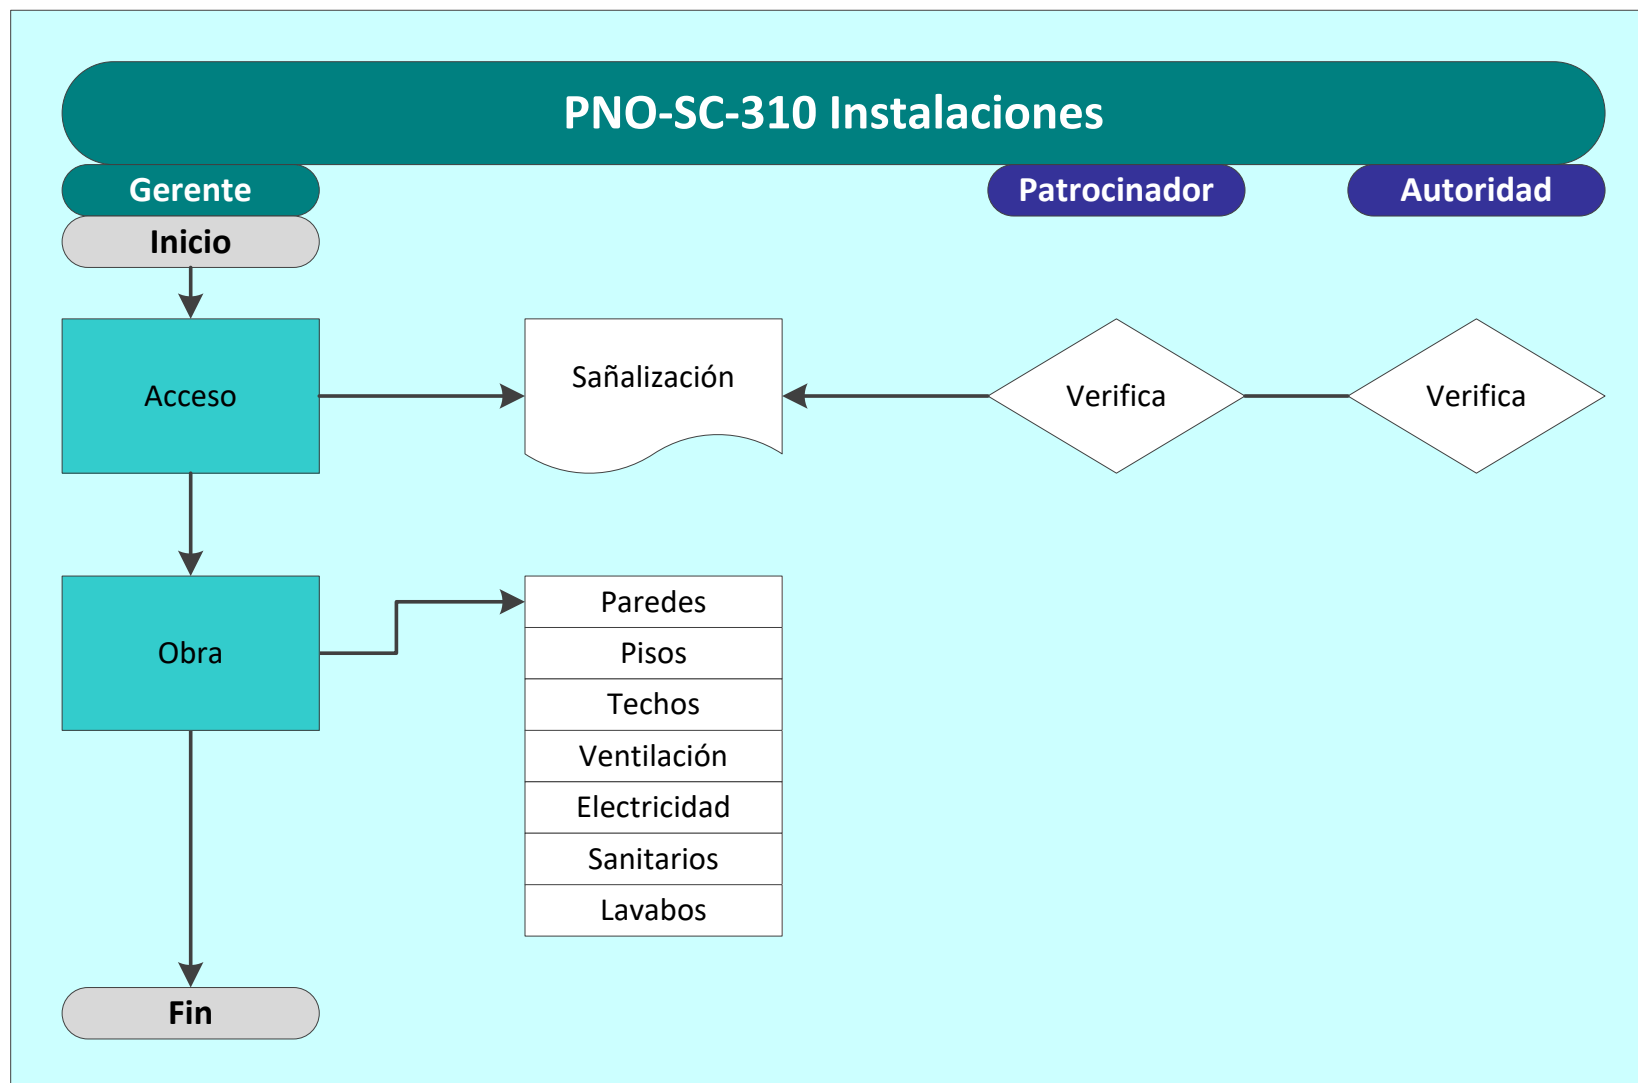 PNO-SC-310 Instalaciones
Gerente
Patrocinador
Autoridad
Inicio
Acceso
Sañalización
Verifica
Verifica
Obra
Paredes
Pisos
Techos
Ventilación
Electricidad
Sanitarios
Lavabos
Fin